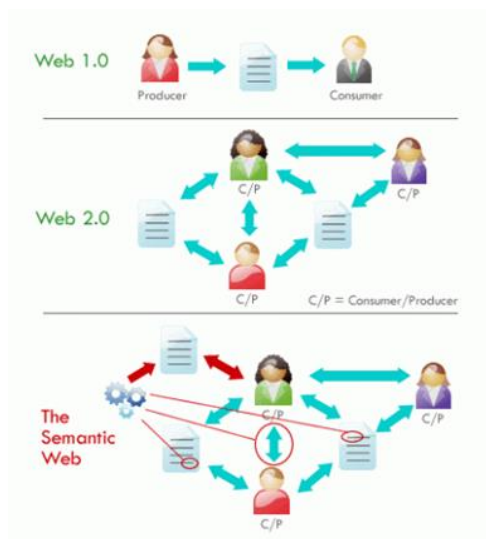 Web 1.0
Producer
Consumer
C/P
C/P
Web 2.0
C/P
C/P = Consumer/Producer
C/P
C/P
The
Semantic
Web
C/P